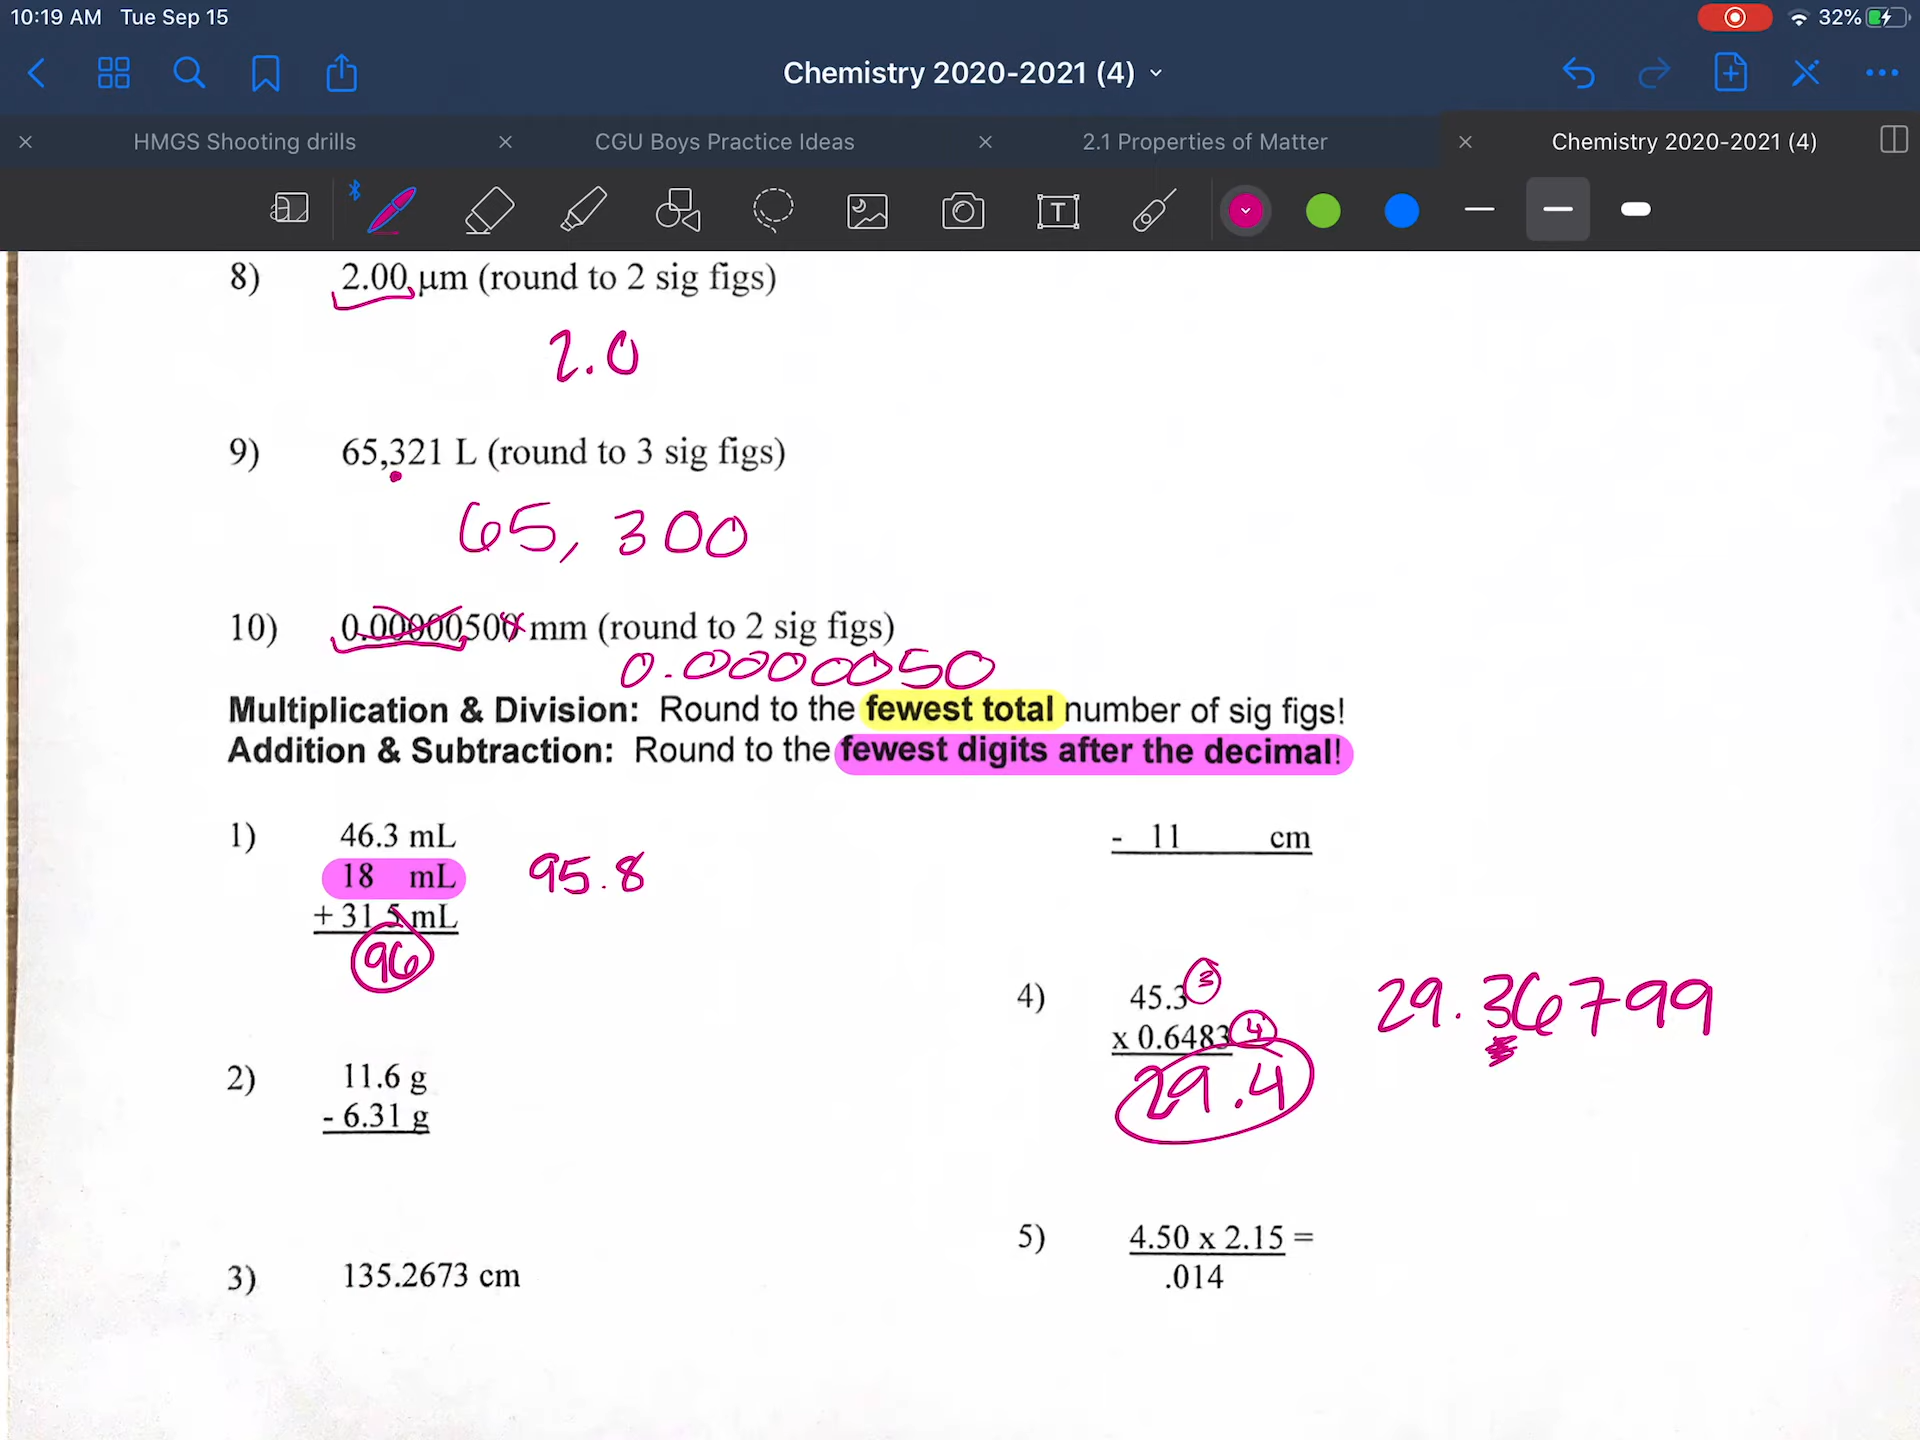 10:19 AM Tue Sep 15
32%
Chemistry 2020-2021 (4)
HMGS Shooting drills
CGU Boys Practice Ideas
2.1 Properties of Matter
Chemistry 2020-2021 (4)
8) 2.00 µm (round to 2 sig figs)
2.0
9) 65,321 L (round to 3 sig figs)
65,300
10) 0.00000500 mm (round to 2 sig figs)
0.0000050
Multiplication & Division: Round to the fewest total number of sig figs!
Addition & Subtraction: Round to the fewest digits after the decimal!
1) 46.3 mL
18 mL
95.8
+ 31.5 mL
96
2) 11.6 g
- 6.31 g
3) 135.2673 cm
- 11 cm
4) 45.3 3
29.36799
x 0.6483 4
29.4
5) 4.50 x 2.15 =
.014